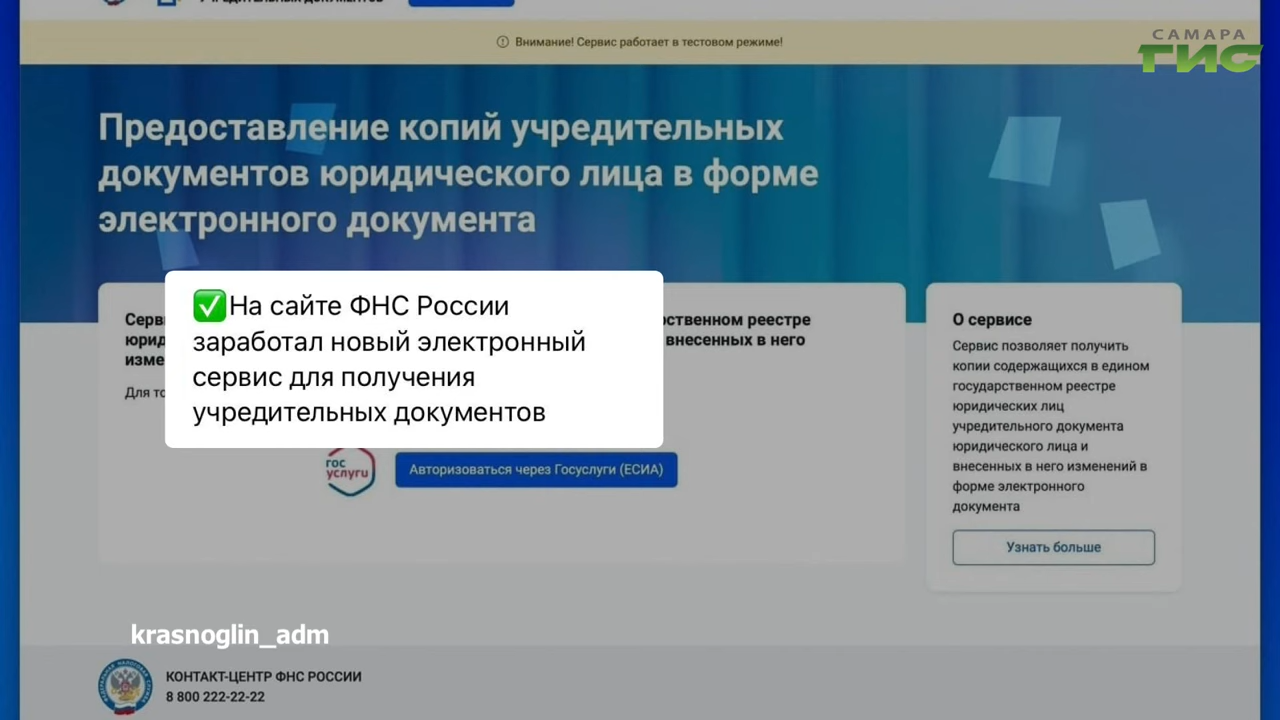 УЧРЕДИТЕЛЬНЫХ ДОКУМЕНТОВ
Внимание! Сервис работает в тестовом режиме!
САМАРА
ГИС
Предоставление копий учредительных
документов юридического лица в форме
электронного документа
✅На сайте ФНС России
заработал новый электронный
сервис для получения
учредительных документов
внесенных в него
Авторизоваться через Госуслуги (ЕСИА)
гос
услуги
О сервисе
Сервис позволяет получить
копии содержащихся в едином
государственном реестре
юридических лиц
учредительного документа
юридического лица и
внесенных в него изменений в
форме электронного
документа
Узнать больше
krasnoglin_adm
КОНТАКТ-ЦЕНТР ФНС РОССИИ
8 800 222-22-22